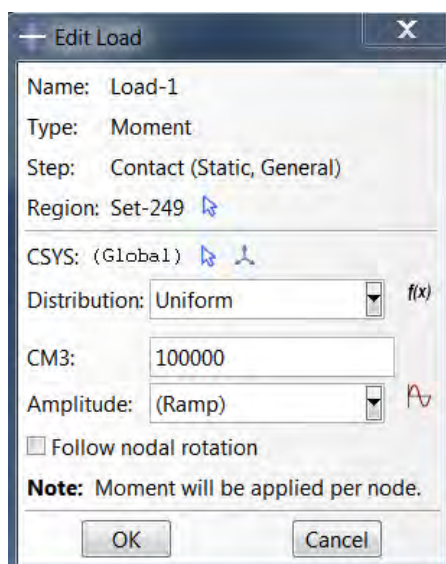 Edit Load
X
Name: Load-1
Type: Moment
Step: Contact (Static, General)
Region: Set-249
CSYS: (Global)
Distribution: Uniform f(x)
CM3: 100000
Amplitude: (Ramp)
Follow nodal rotation
Note: Moment will be applied per node.
OK Cancel